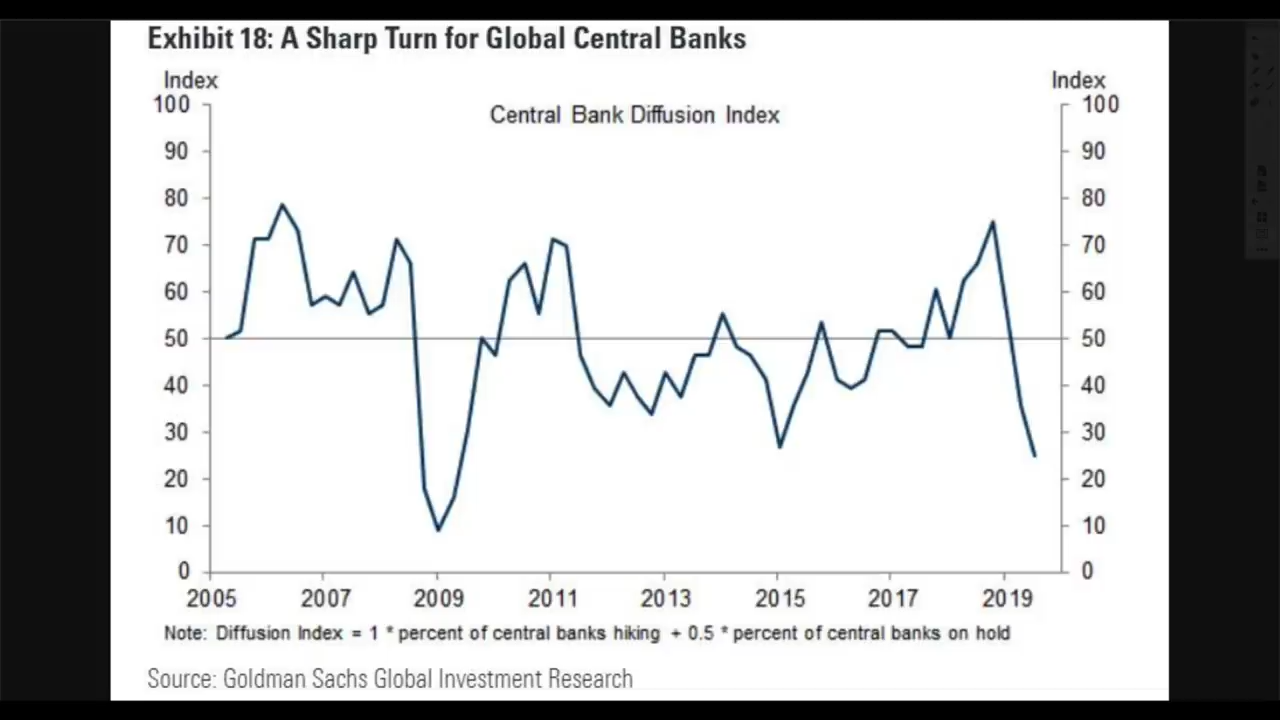 Exhibit 18: A Sharp Turn for Global Central Banks
Index Index
Central Bank Diffusion Index
100 100
90 90
80 80
70 70
60 60
50 50
40 40
30 30
20 20
10 10
0 0
2005 2007 2009 2011 2013 2015 2017 2019
Note: Diffusion Index = 1 * percent of central banks hiking + 0.5 * percent of central banks on hold
Source: Goldman Sachs Global Investment Research